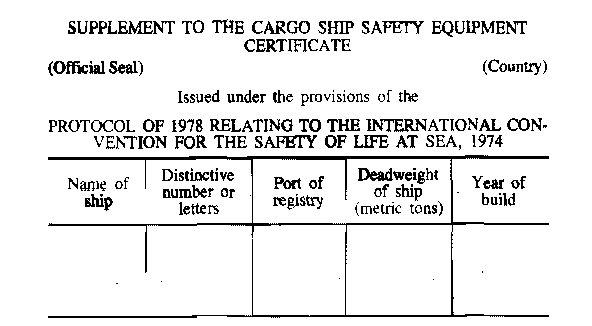 SUPPLEMENT TO THE CARGO SHIP SAFETY EQUIPMENT
CERTIFICATE
(Official Seal) (Country)
Issued under the provisions of the
PROTOCOL OF 1978 RELATING TO THE INTERNATIONAL CON-
VENTION FOR THE SAFETY OF LIFE AT SEA, 1974
Name of
ship
Distinctive
number or
letters
Port of
registry
Deadweight
of ship
(metric tons)
Year of
build